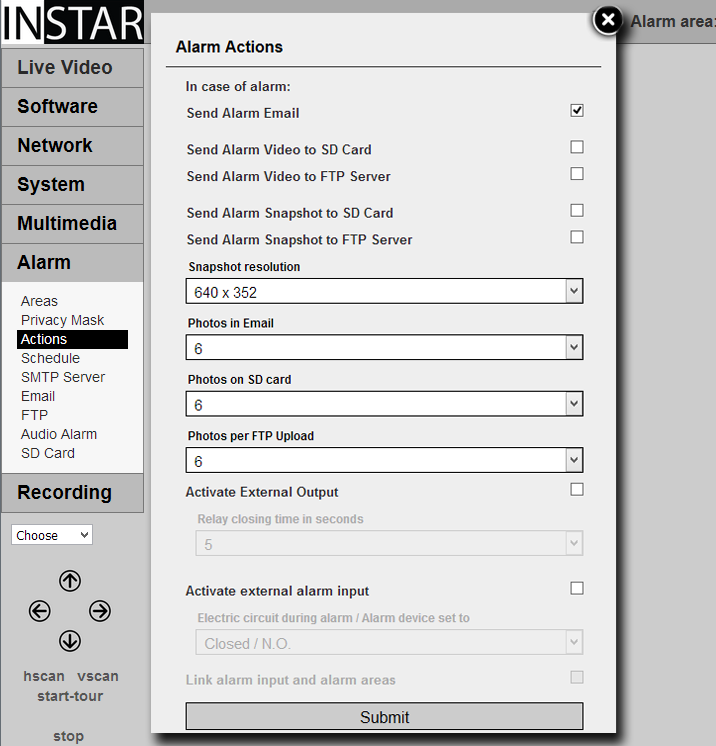 INSTAR
Alarm area:
Live Video
Software
Network
System
Multimedia
Alarm
Areas
Privacy Mask
Actions
Schedule
SMTP Server
Email
FTP
Audio Alarm
SD Card
Recording
Choose
hscan vscan
start-tour
stop
Alarm Actions
In case of alarm:
Send Alarm Email
Send Alarm Video to SD Card
Send Alarm Video to FTP Server
Send Alarm Snapshot to SD Card
Send Alarm Snapshot to FTP Server
Snapshot resolution
640 x 352
Photos in Email
6
Photos on SD card
6
Photos per FTP Upload
6
Activate External Output
Relay closing time in seconds
5
Activate external alarm input
Electric circuit during alarm / Alarm device set to
Closed / N.O.
Link alarm input and alarm areas
Submit